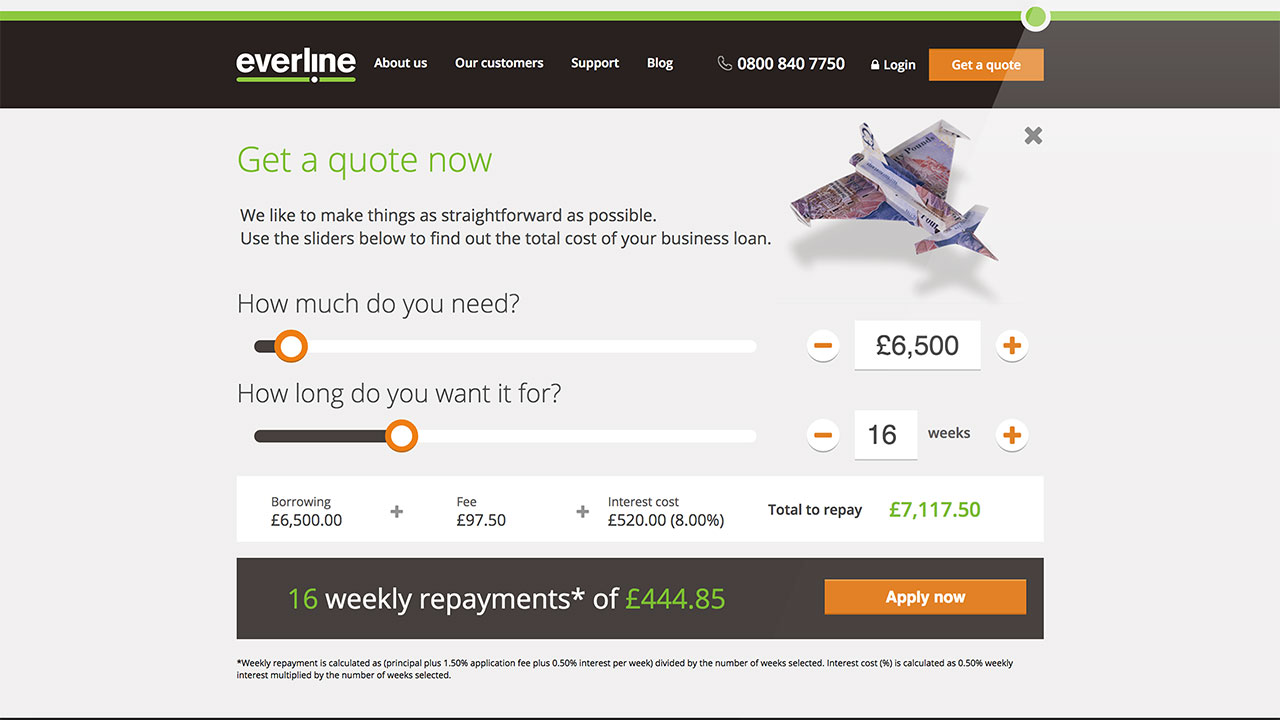 everline
About us
Our customers
Support
Blog
0800 840 7750
Login
Get a quote
Get a quote now
We like to make things as straightforward as possible.
Use the sliders below to find out the total cost of your business loan.
How much do you need?
£6,500
How long do you want it for?
16 weeks
Borrowing
£6,500.00
+
Fee
£97.50
+
Interest cost
£520.00 (8.00%)
Total to repay £7,117.50
16 weekly repayments* of £444.85
Apply now
*Weekly repayment is calculated as (principal plus 1.50% application fee plus 0.50% interest per week) divided by the number of weeks selected. Interest cost (%) is calculated as 0.50% weekly
interest multiplied by the number of weeks selected.